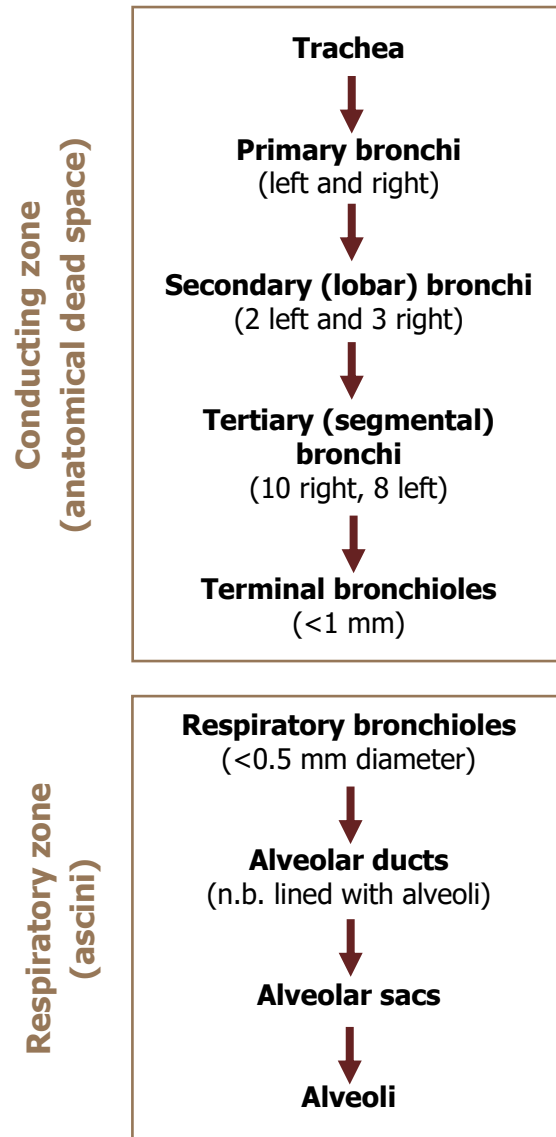 Conducting zone
(anatomical dead space)
Trachea
Primary bronchi
(left and right)
Secondary (lobar) bronchi
(2 left and 3 right)
Tertiary (segmental)
bronchi
(10 right, 8 left)
Terminal bronchioles
(<1 mm)
Respiratory zone
(ascini)
Respiratory bronchioles
(<0.5 mm diameter)
Alveolar ducts
(n.b. lined with alveoli)
Alveolar sacs
Alveoli